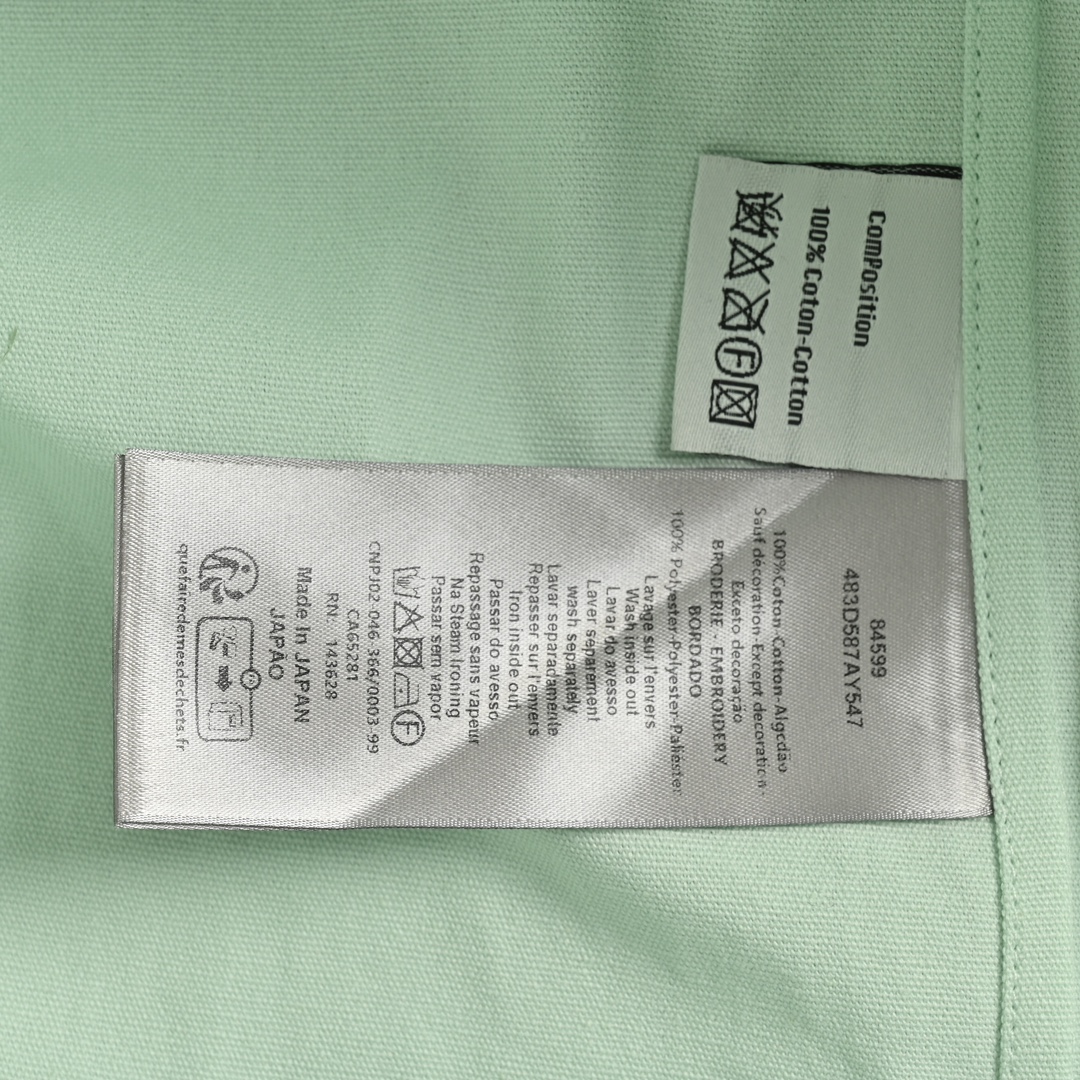 ComPosition
100% Coton-Cotton
F
84599
483D587AY547
100%Coton-Cotton-Algodão
Sauf décoration-Except decoration-
Exceto decoração
BRODERIE - EMBROIDERY
BORDADO
100% Polyester-Polyester-Paliéster
Lavage sur l'envers
Wash inside out
Lavar do avesso
Laver séparément
wash separately
Lavar separadamente
Repasser sur l'envers
Iron inside out
Passar do avesso
Repassage sans vapeur
Na Steam Ironing
Passar sem vapor
F
CNPJ02 046 366/0003-99
CA65281
RN: 143628
Made In JAPAN
JAPÃO
quefairedemesdechets.fr